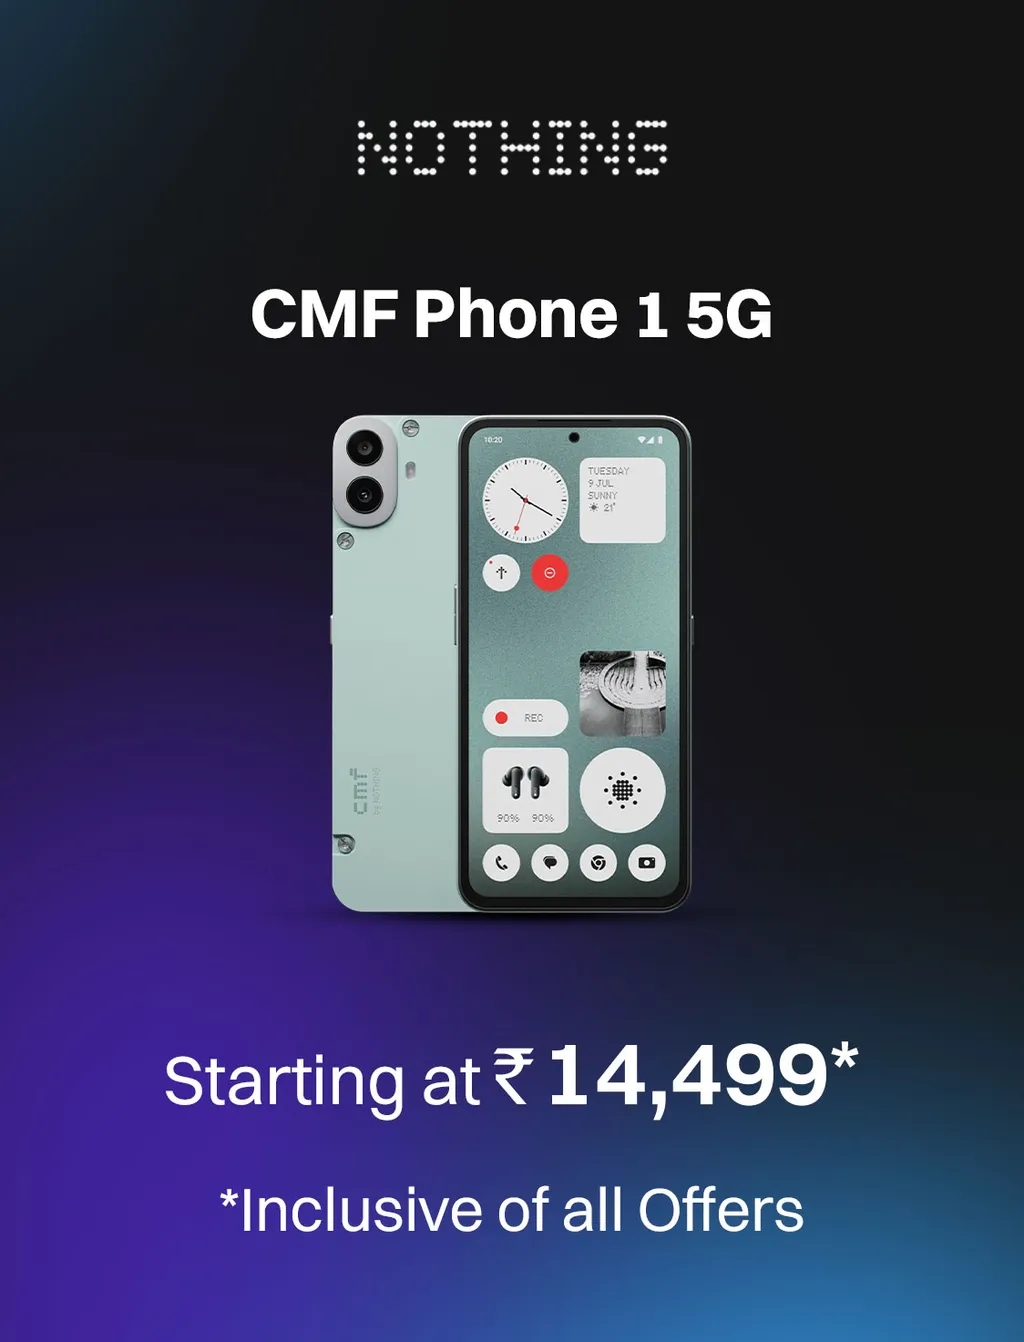 NOTHING
CMF Phone 1 5G
10:20
TUESDAY
9 JUL
SUNNY
21°
REC
90% 90%
cmf
by NOTHING
Starting at ₹14,499*
*Inclusive of all Offers